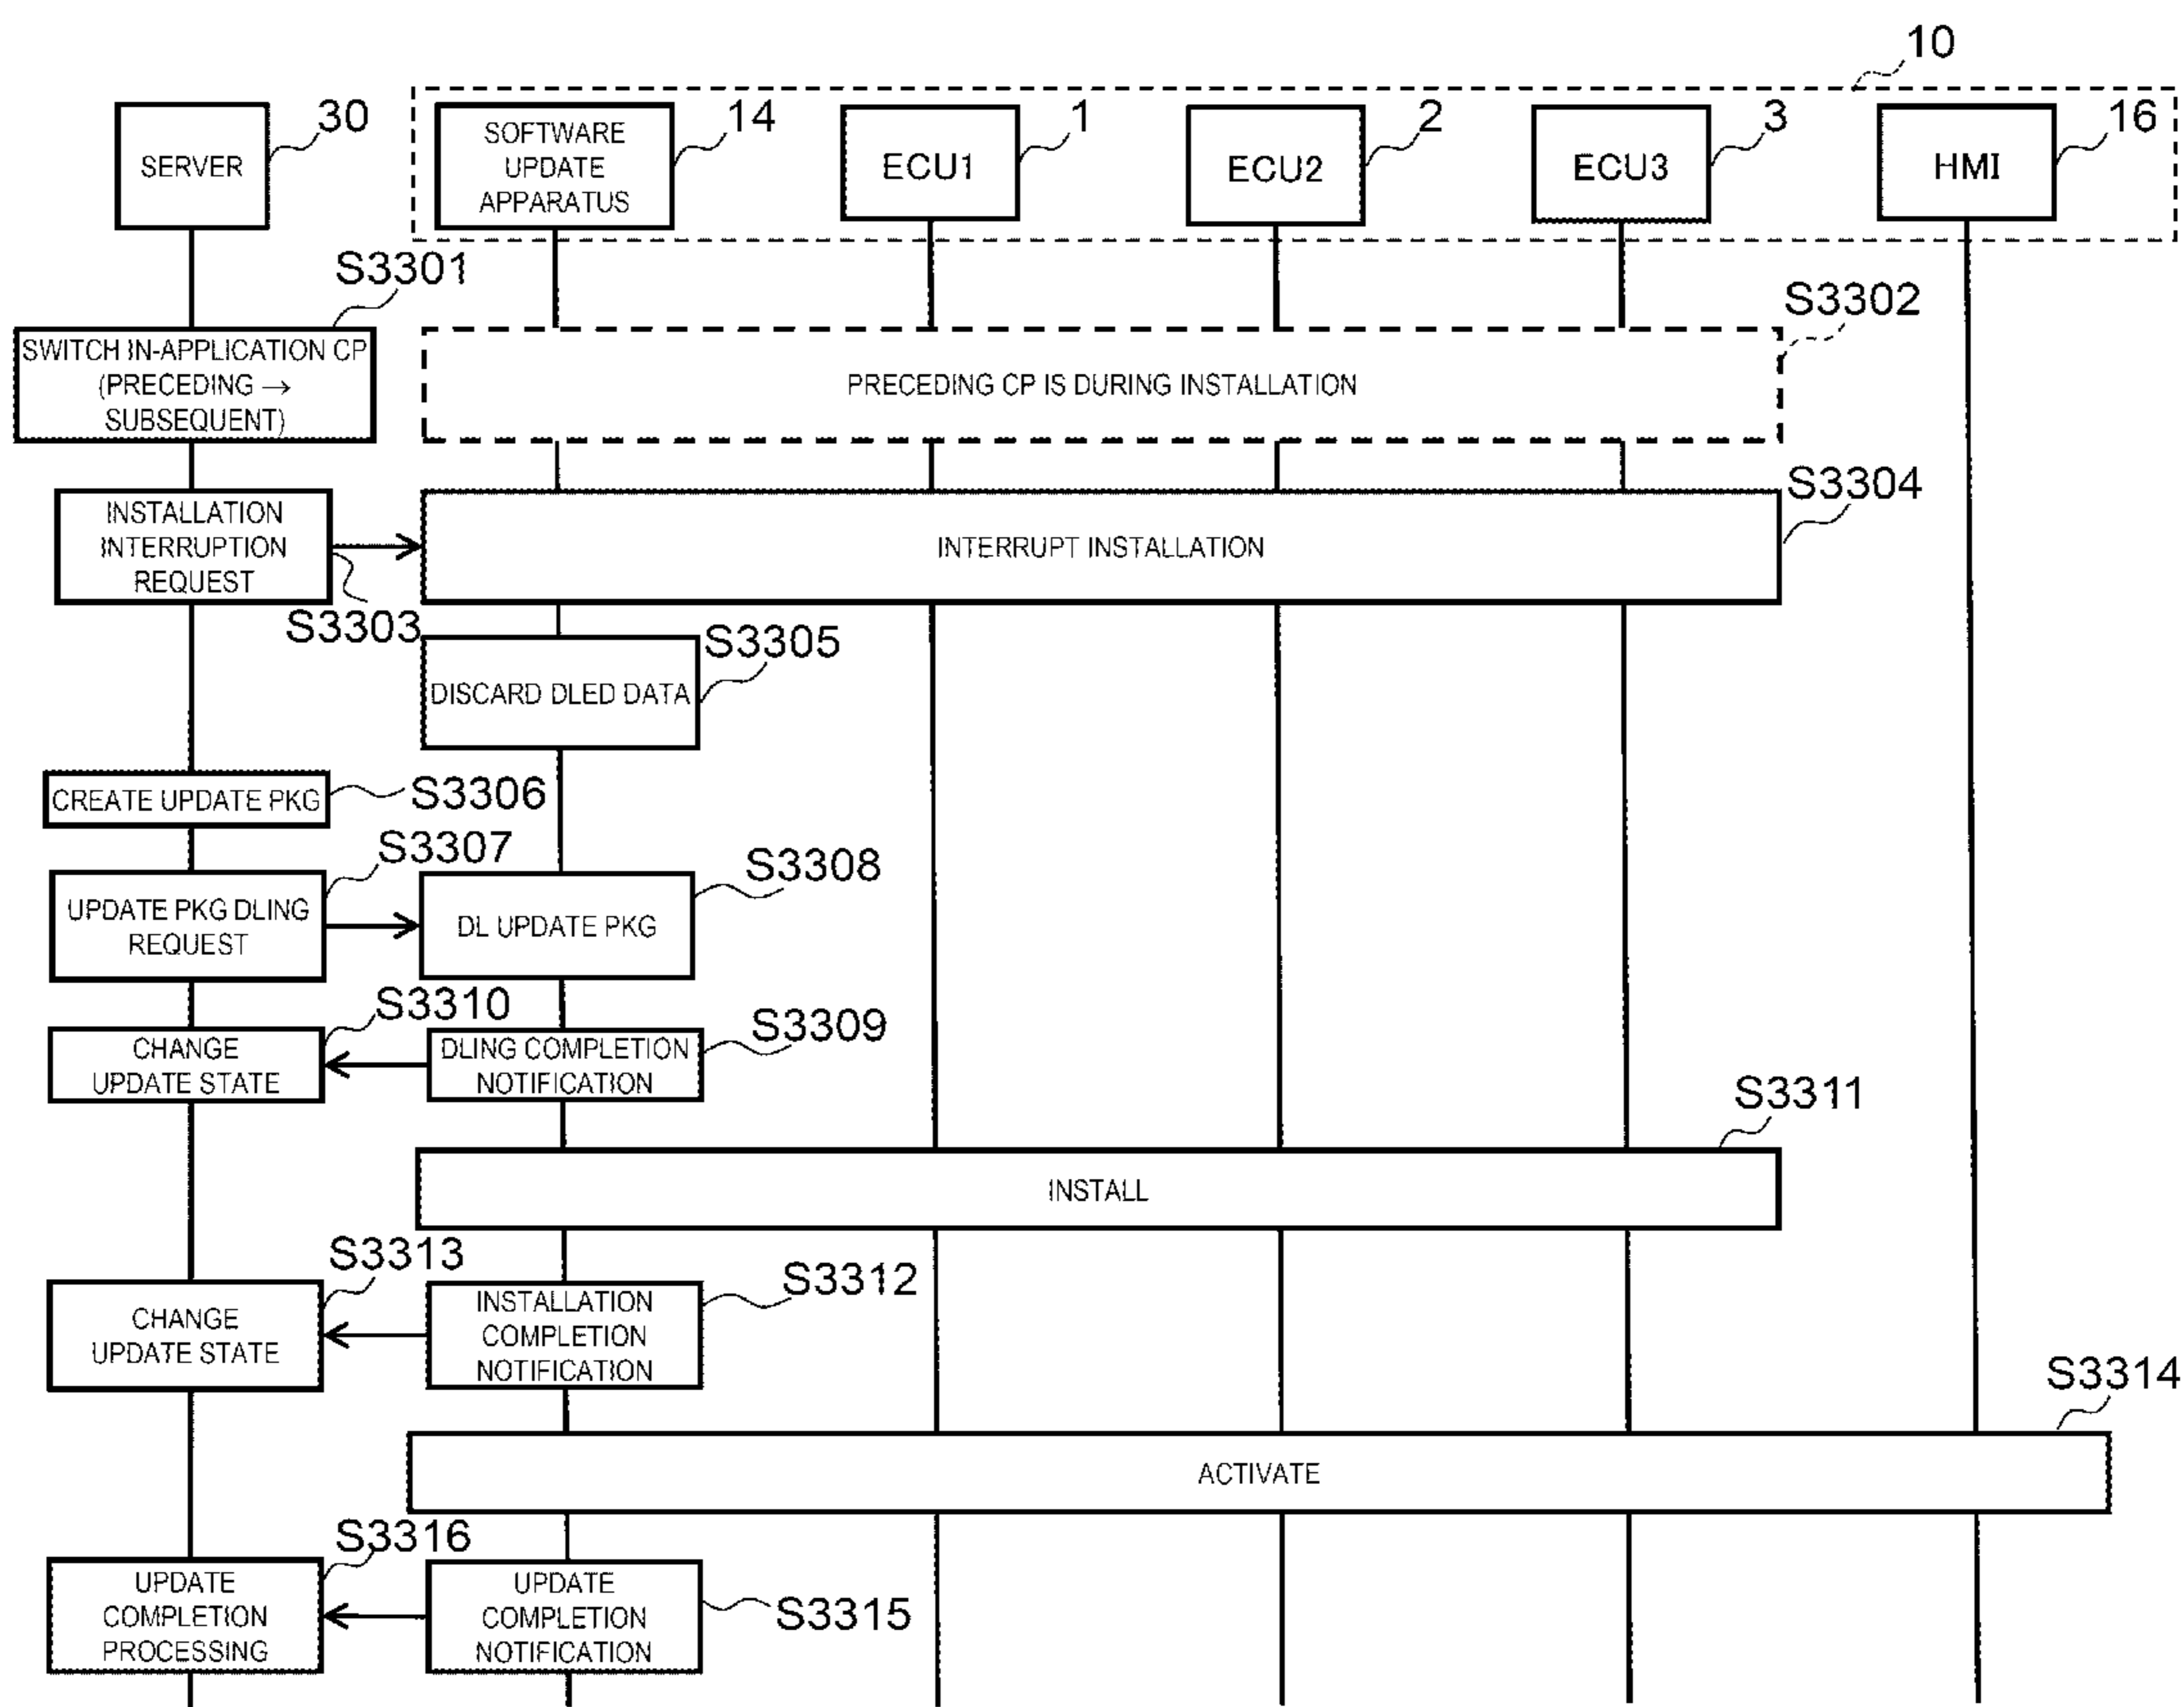 10
30
14
1
2
3
16
SERVER
SOFTWARE
UPDATE
APPARATUS
ECU1
ECU2
ECU3
HMI
S3301
S3302
SWITCH IN-APPLICATION CP
(PRECEDING →
SUBSEQUENT)
PRECEDING CP IS DURING INSTALLATION
S3304
INSTALLATION
INTERRUPTION
REQUEST
INTERRUPT INSTALLATION
S3303
S3305
DISCARD DLED DATA
CREATE UPDATE PKG
S3306
S3307
S3308
UPDATE PKG DLING
REQUEST
DL UPDATE PKG
S3310
S3309
CHANGE
UPDATE STATE
DLING COMPLETION
NOTIFICATION
S3311
INSTALL
S3313
S3312
CHANGE
UPDATE STATE
INSTALLATION
COMPLETION
NOTIFICATION
S3314
ACTIVATE
S3316
UPDATE
COMPLETION
PROCESSING
UPDATE
COMPLETION
NOTIFICATION
S3315